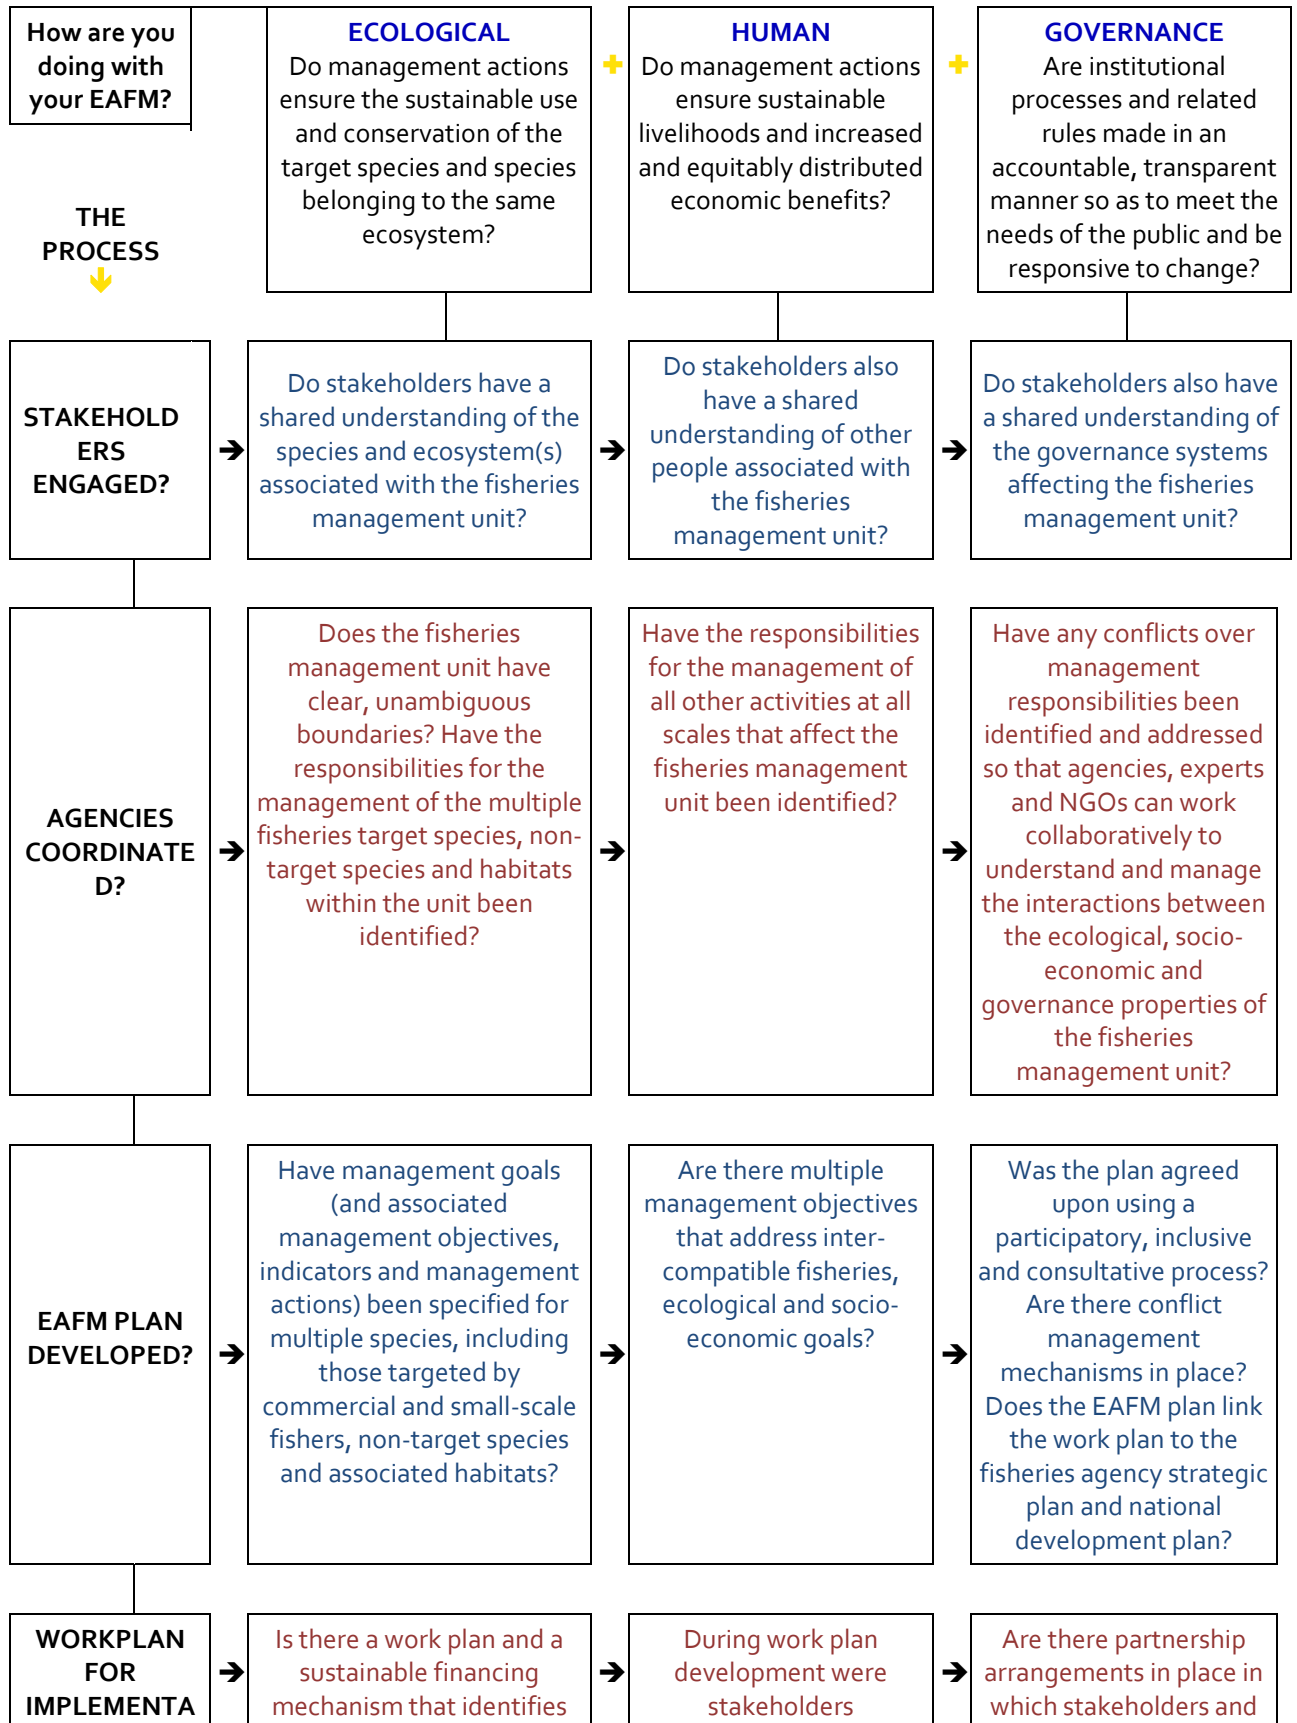 How are you
doing with
your EAFM?
ECOLOGICAL
Do management actions
ensure the sustainable use
and conservation of the
target species and species
belonging to the same
ecosystem?
HUMAN
Do management actions
ensure sustainable
livelihoods and increased
and equitably distributed
economic benefits?
GOVERNANCE
Are institutional
processes and related
rules made in an
accountable, transparent
manner so as to meet the
needs of the public and be
responsive to change?
THE
PROCESS
STAKEHOLD
ERS
ENGAGED?
Do stakeholders have a
shared understanding of the
species and ecosystem(s)
associated with the fisheries
management unit?
Do stakeholders also
have a shared
understanding of other
people associated with
the fisheries
management unit?
Do stakeholders also have
a shared understanding of
the governance systems
affecting the fisheries
management unit?
AGENCIES
COORDINATE
D?
Does the fisheries
management unit have
clear, unambiguous
boundaries? Have the
responsibilities for the
management of the multiple
fisheries target species, non-
target species and habitats
within the unit been
identified?
Have the responsibilities
for the management of
all other activities at all
scales that affect the
fisheries management
unit been identified?
Have any conflicts over
management
responsibilities been
identified and addressed
so that agencies, experts
and NGOs can work
collaboratively to
understand and manage
the interactions between
the ecological, socio-
economic and
governance properties of
the fisheries
management unit?
EAFM PLAN
DEVELOPED?
Have management goals
(and associated
management objectives,
indicators and management
actions) been specified for
multiple species, including
those targeted by
commercial and small-scale
fishers, non-target species
and associated habitats?
Are there multiple
management objectives
that address inter-
compatible fisheries,
ecological and socio-
economic goals?
Was the plan agreed
upon using a
participatory, inclusive
and consultative process?
Are there conflict
management
mechanisms in place?
Does the EAFM plan link
the work plan to the
fisheries agency strategic
plan and national
development plan?
WORKPLAN
FOR
IMPLEMENTA
Is there a work plan and a
sustainable financing
mechanism that identifies
During work plan
development were
stakeholders
Are there partnership
arrangements in place in
which stakeholders and